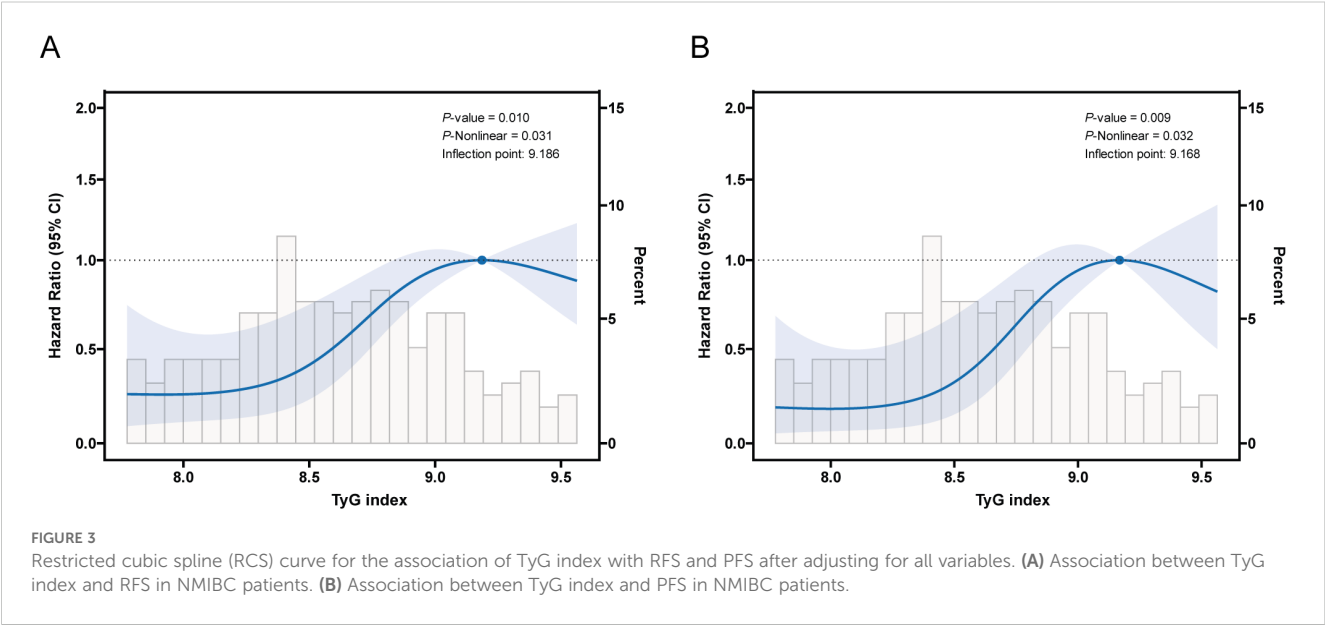 A
B
2.0
1.5
1.0
0.5
0.0
Hazard Ratio (95% CI)
15
10
5
0
Percent
P-value = 0.010
P-Nonlinear = 0.031
Inflection point: 9.186
8.0 8.5 9.0 9.5
TyG index
2.0
1.5
1.0
0.5
0.0
Hazard Ratio (95% CI)
15
10
5
0
Percent
P-value = 0.009
P-Nonlinear = 0.032
Inflection point: 9.168
8.0 8.5 9.0 9.5
TyG index
FIGURE 3
Restricted cubic spline (RCS) curve for the association of TyG index with RFS and PFS after adjusting for all variables. (A) Association between TyG
index and RFS in NMIBC patients. (B) Association between TyG index and PFS in NMIBC patients.